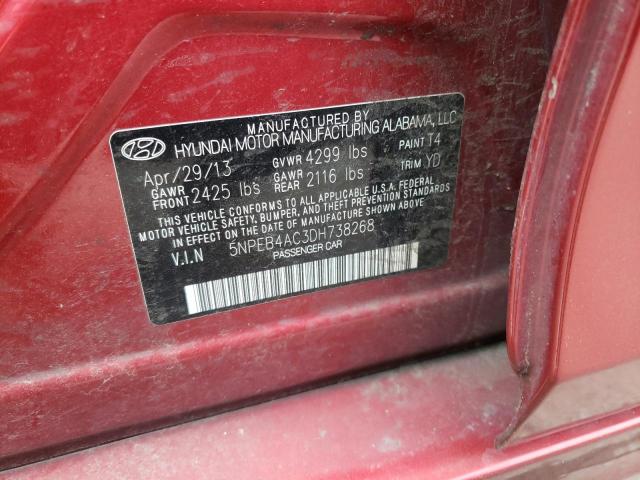 MANUFACTURED BY
HYUNDAI MOTOR MANUFACTURING ALABAMA, LLC
Apr/29/13 GVWR 4299 lbs PAINT T4
GAWR FRONT 2425 lbs GAWR REAR 2116 lbs TRIM YD
THIS VEHICLE CONFORMS TO ALL APPLICABLE U.S.A. FEDERAL
MOTOR VEHICLE SAFETY, BUMPER, AND THEFT PREVENTION STANDARDS
IN EFFECT ON THE DATE OF MANUFACTURE SHOWN ABOVE.
V.I.N 5NPEB4AC3DH738268
PASSENGER CAR